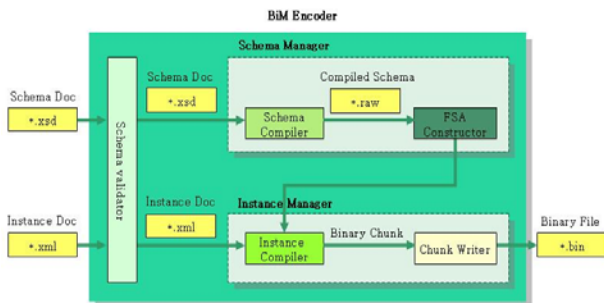 BiM Encoder
Schema Manager
Schema Doc
*.xsd
Schema validator
Schema Doc
*.xsd
Schema
Compiler
Compiled Schema
*.raw
FSA
Constructor
Instance Doc
*.xml
Instance Doc
*.xml
Instance Manager
Instance
Compiler
Binary Chunk
Chunk Writer
Binary File
*.bin